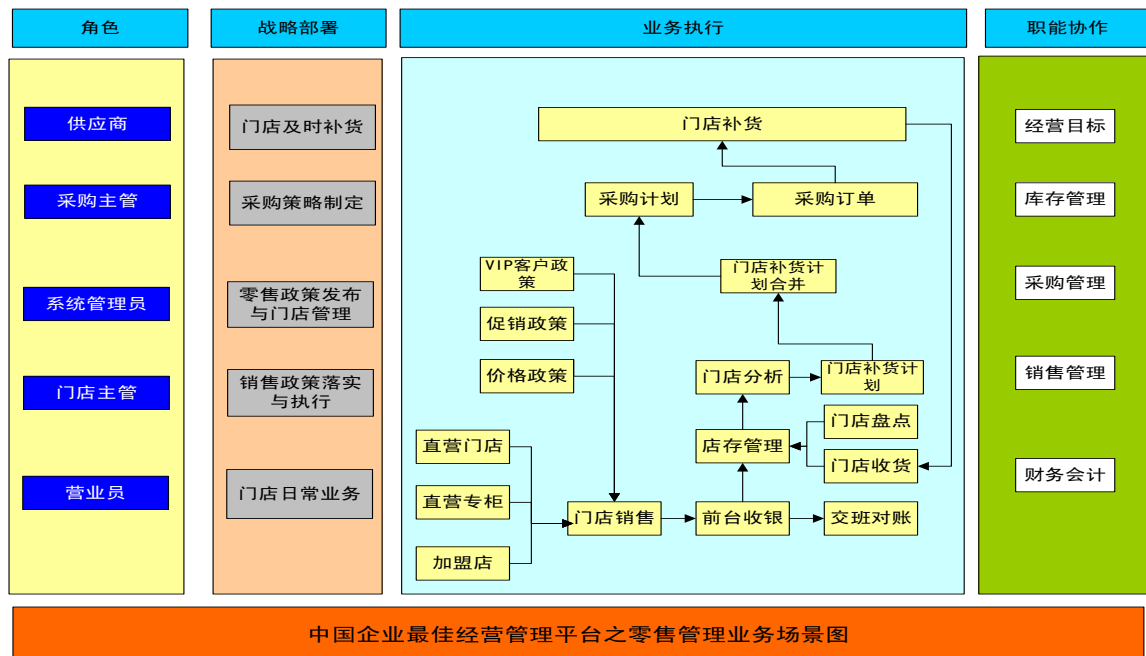 角色
战略部署
业务执行
职能协作
供应商
采购主管
系统管理员
门店主管
营业员
门店及时补货
采购策略制定
零售政策发布
与门店管理
销售政策落实
与执行
门店日常业务
门店补货
采购计划
采购订单
VIP客户政
策
门店补货计
划合并
促销政策
价格政策
门店分析
门店补货计
划
门店盘点
直营门店
店存管理
门店收货
直营专柜
门店销售
前台收银
交班对账
加盟店
经营目标
库存管理
采购管理
销售管理
财务会计
中国企业最佳经营管理平台之零售管理业务场景图